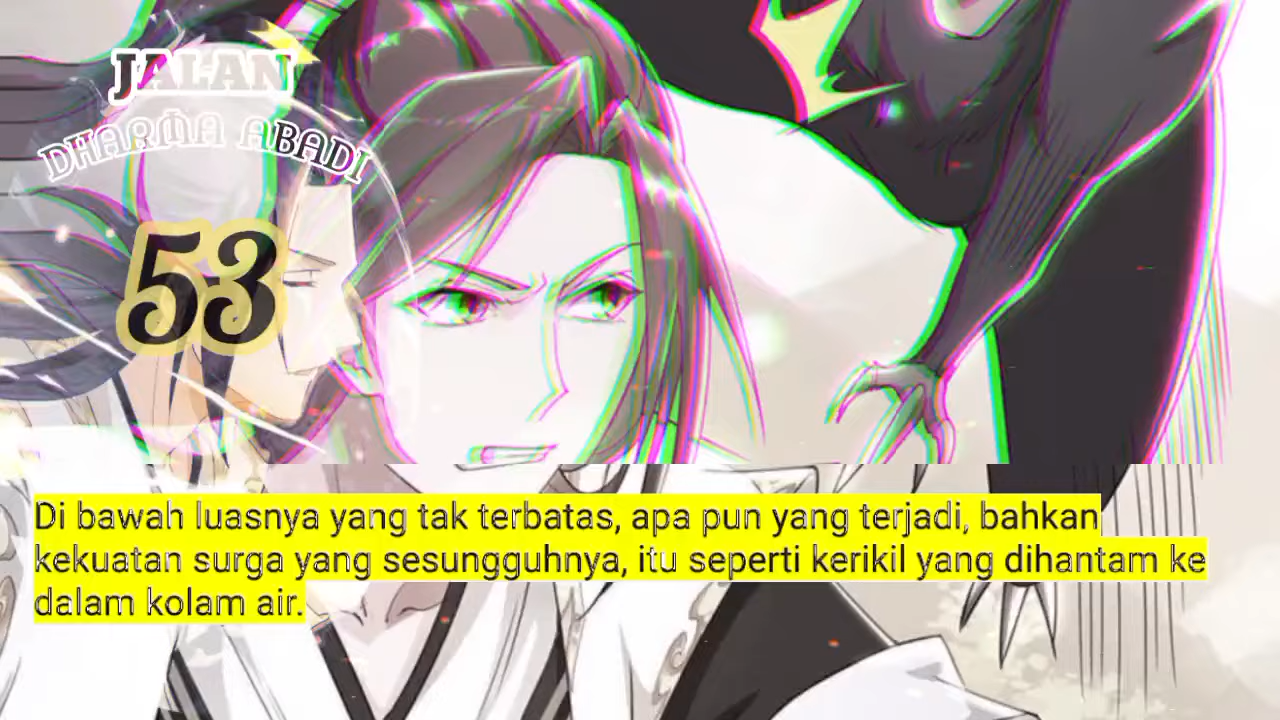 JALAN
DHARMA ABADI
53
Di bawah luasnya yang tak terbatas, apa pun yang terjadi, bahkan
kekuatan surga yang sesungguhnya, itu seperti kerikil yang dihantam ke
dalam kolam air.